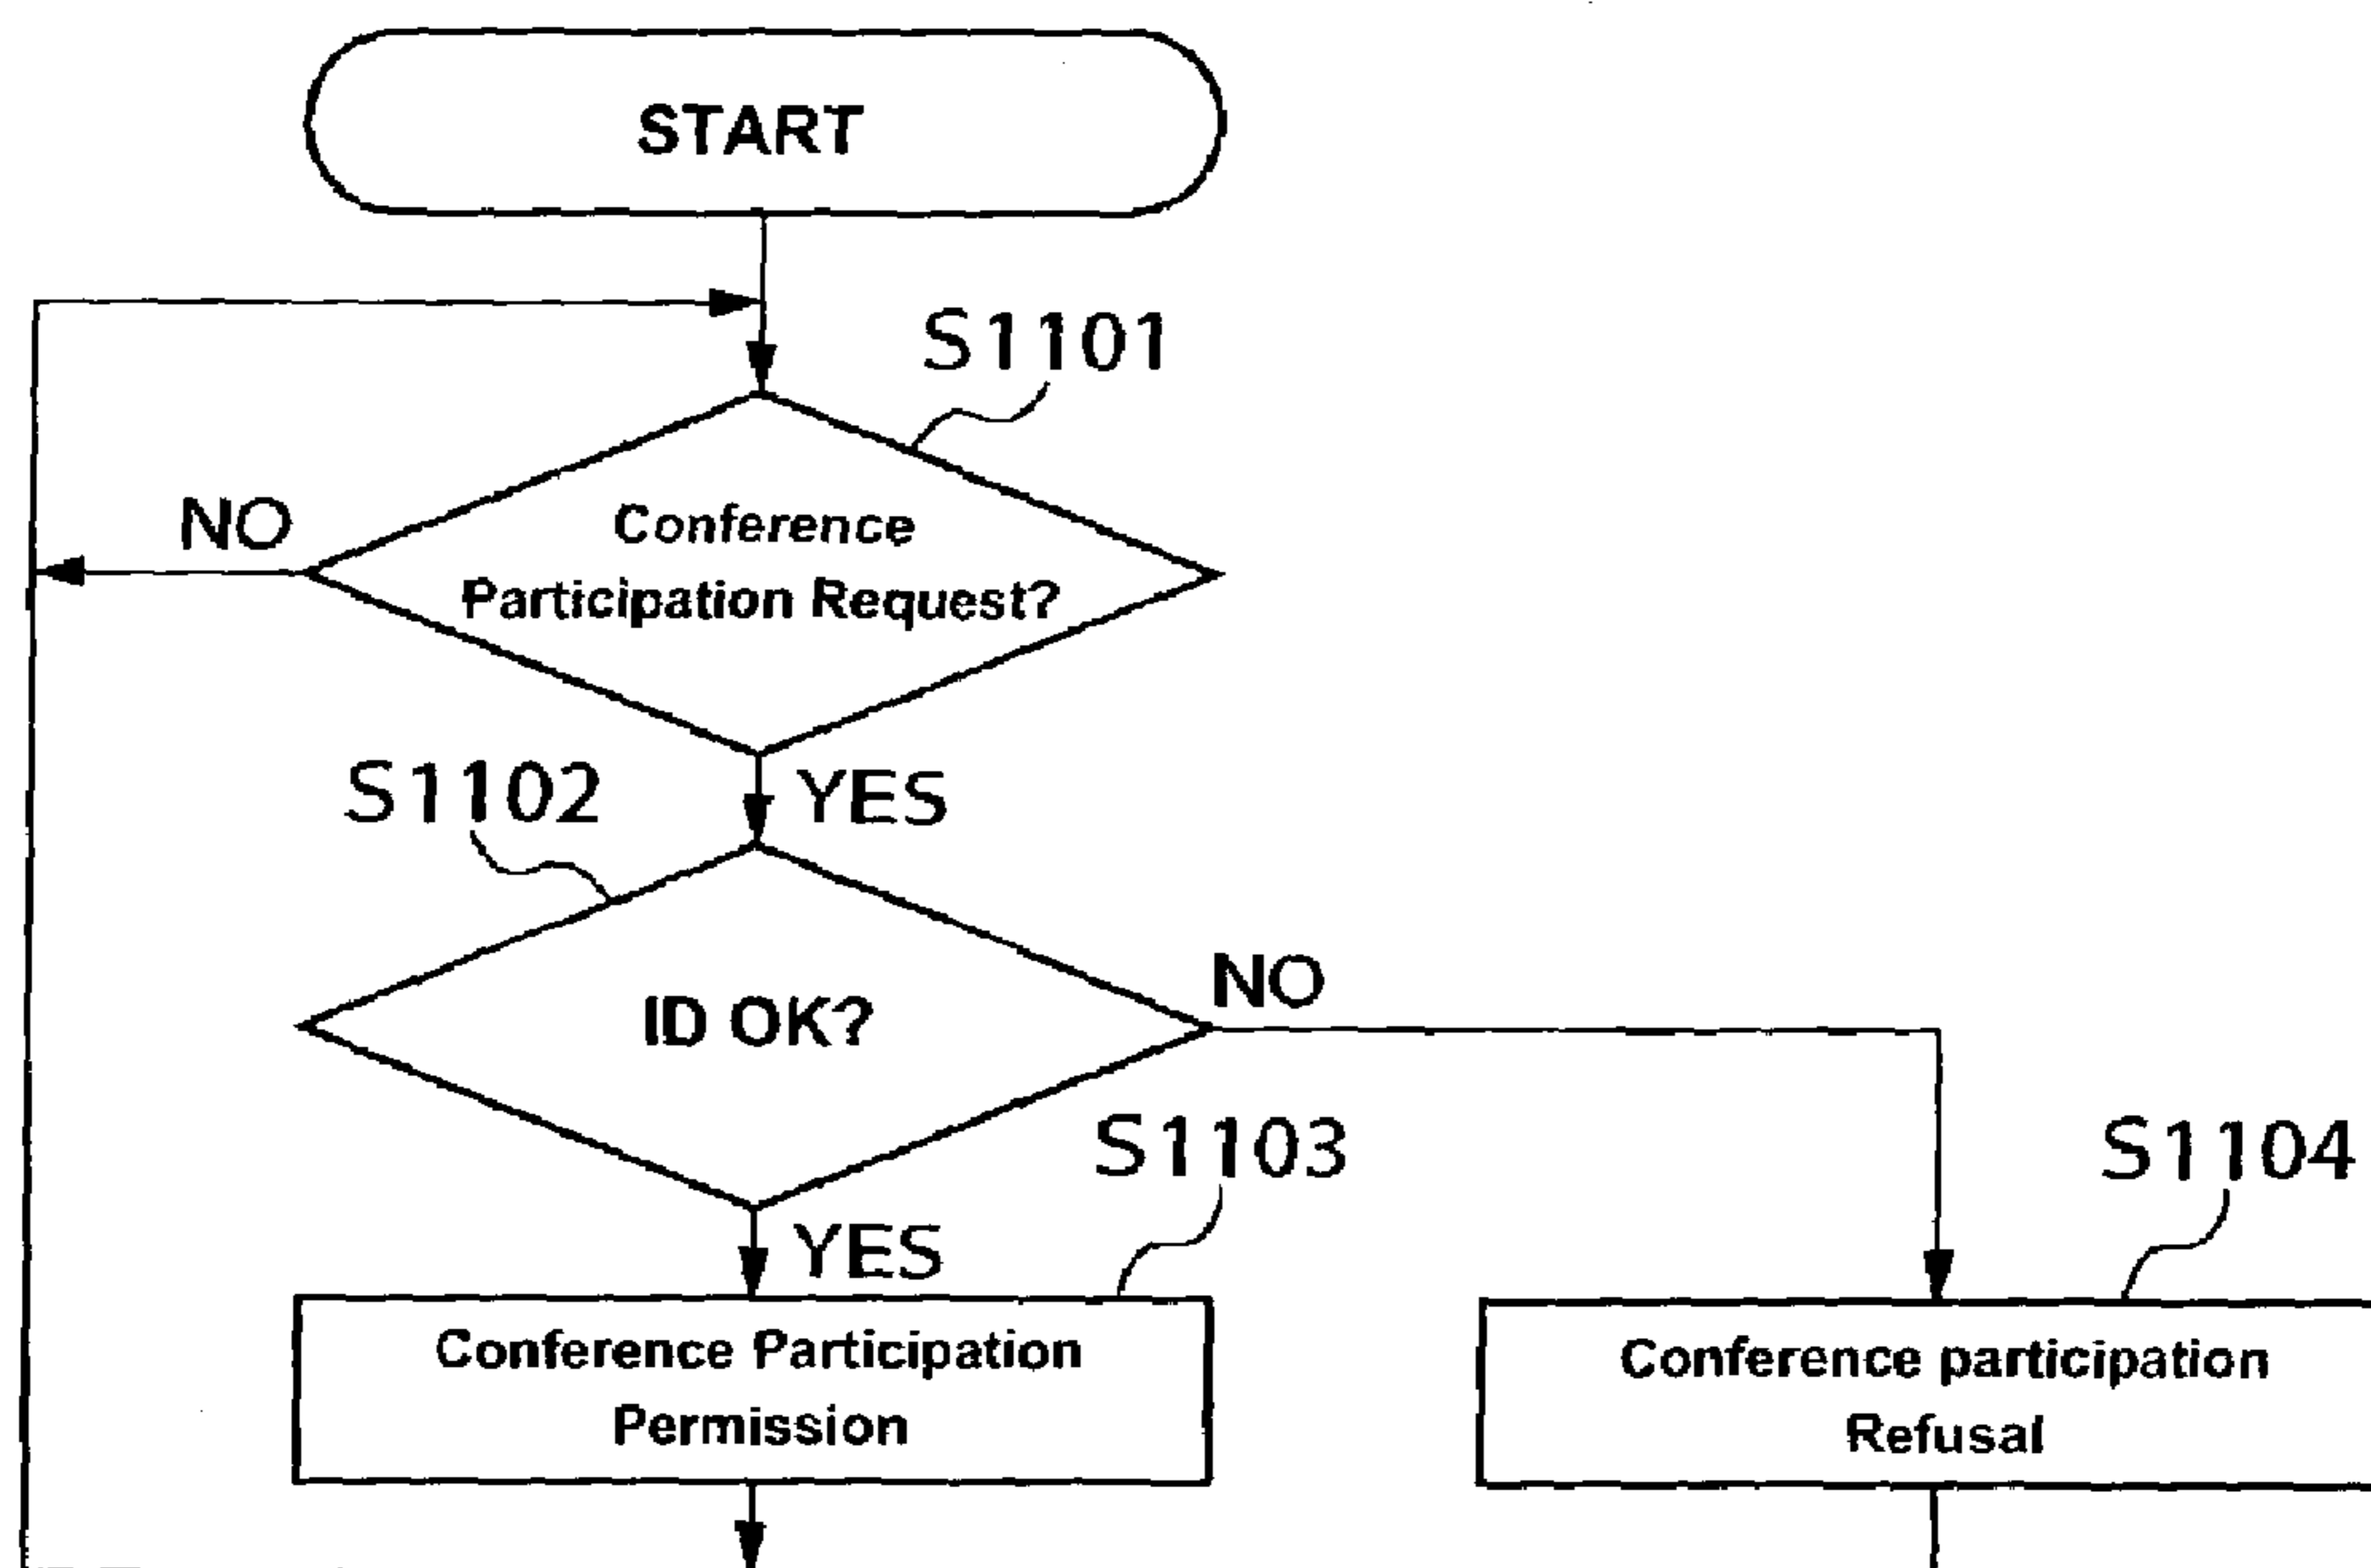 START
S1101
NO
Conference
Participation Request?
S1102
YES
ID OK?
NO
S1103
S1104
YES
Conference Participation
Permission
Conference participation
Refusal